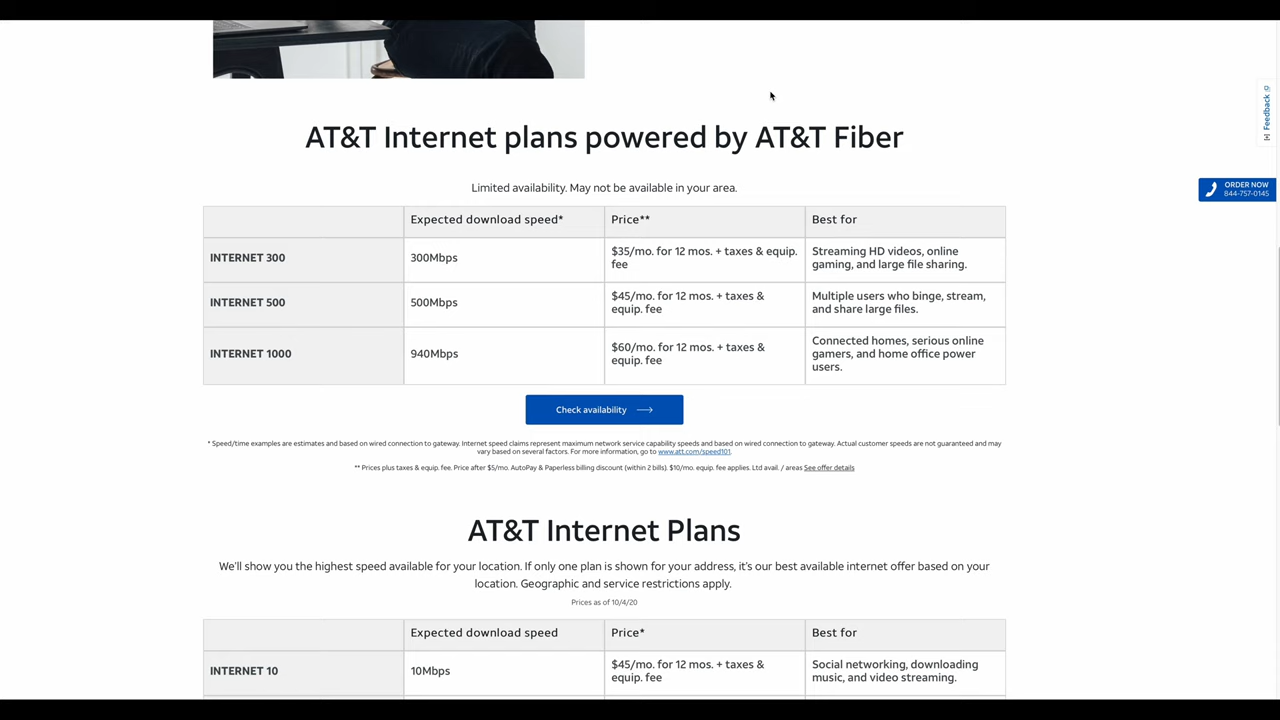 Feedback
ORDER NOW
844-757-0145
AT&T Internet plans powered by AT&T Fiber
Limited availability. May not be available in your area.
Expected download speed*
Price**
Best for
INTERNET 300
300Mbps
$35/mo. for 12 mos. + taxes & equip.
fee
Streaming HD videos, online
gaming, and large file sharing.
INTERNET 500
500Mbps
$45/mo. for 12 mos. + taxes &
equip. fee
Multiple users who binge, stream,
and share large files.
INTERNET 1000
940Mbps
$60/mo. for 12 mos. + taxes &
equip. fee
Connected homes, serious online
gamers, and home office power
users.
Check availability
* Speed/time examples are estimates and based on wired connection to gateway. Internet speed claims represent maximum network service capability speeds and based on wired connection to gateway. Actual customer speeds are not guaranteed and may
vary based on several factors. For more information, go to www.att.com/speed101.
** Prices plus taxes & equip. fee. Price after $5/mo. AutoPay & Paperless billing discount (within 2 bills). $10/mo. equip. fee applies. Ltd avail. / areas See offer details
AT&T Internet Plans
We'll show you the highest speed available for your location. If only one plan is shown for your address, it's our best available internet offer based on your
location. Geographic and service restrictions apply.
Prices as of 10/4/20
Expected download speed
Price*
Best for
INTERNET 10
10Mbps
$45/mo. for 12 mos. + taxes &
equip. fee
Social networking, downloading
music, and video streaming.